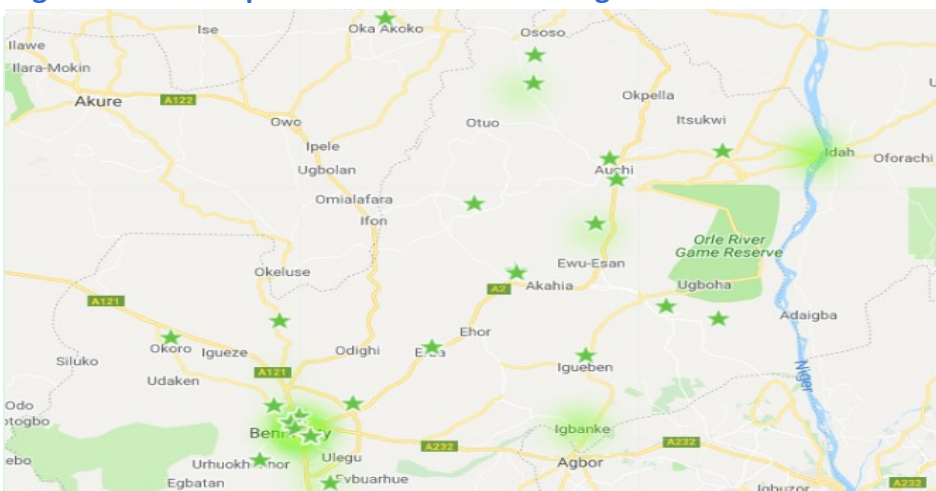 Oka Akoko
Ososo
Ise
Ilawe
Ilara-Mokin
Akure
A122
Okpella
Itsukwi
Otuo
Owo
Ipele
Ugbolan
Idah
Oforachi
Auchi
Omialafara
Ifon
Orle River
Game Reserve
Ewu-Esan
Okeluse
Akahia
A2
Ugboha
A121
Adaigba
Ehor
Okoro
Igueze
Odighi
Igueben
Siluko
A121
Udaken
Niger
Odo
Igbanke
A232
A232
Ulegu
Agbor
Egbatan
Evbuarhue
A232